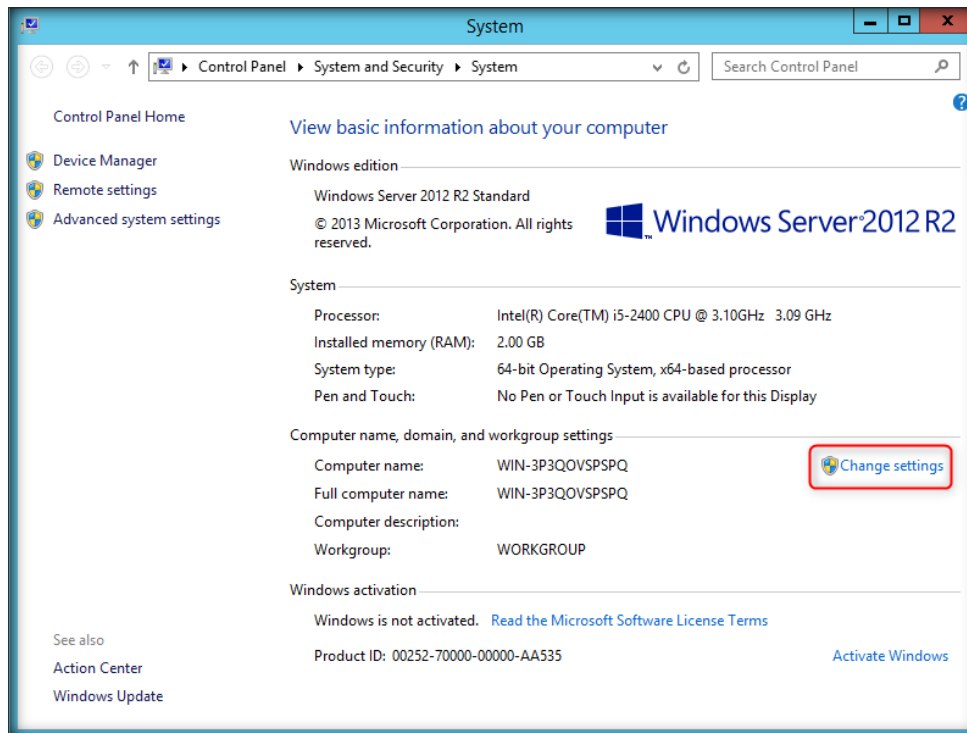 System
Control Panel System and Security System
Search Control Panel
Control Panel Home
Device Manager
Remote settings
Advanced system settings
See also
Action Center
Windows Update
?
View basic information about your computer
Windows edition
Windows Server 2012 R2 Standard
© 2013 Microsoft Corporation. All rights
reserved.
Windows Server 2012 R2
System
Processor: Intel(R) Core(TM) i5-2400 CPU @ 3.10GHz 3.09 GHz
Installed memory (RAM): 2.00 GB
System type: 64-bit Operating System, x64-based processor
Pen and Touch: No Pen or Touch Input is available for this Display
Computer name, domain, and workgroup settings
Computer name: WIN-3P3QOVSPSPQ
Change settings
Full computer name: WIN-3P3QOVSPSPQ
Computer description:
Workgroup: WORKGROUP
Windows activation
Windows is not activated. Read the Microsoft Software License Terms
Product ID: 00252-70000-00000-AA535
Activate Windows